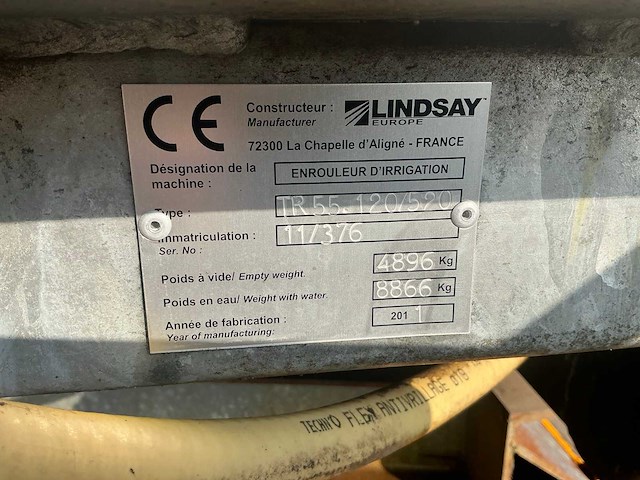 CE Constructeur : LINDSAY
Manufacturer EUROPE
72300 La Chapelle d'Aligné - FRANCE
Désignation de la machine : ENROULEUR D'IRRIGATION
Type : TR 55-120/520
Immatriculation : 11/376
Ser. No :
Poids à vide/ Empty weight. 4896 Kg
Poids en eau/ Weight with water. 8866 Kg
Année de fabrication : 2011
Year of manufacturing:
TECHN'O FLEX ANTIVRILLAGE